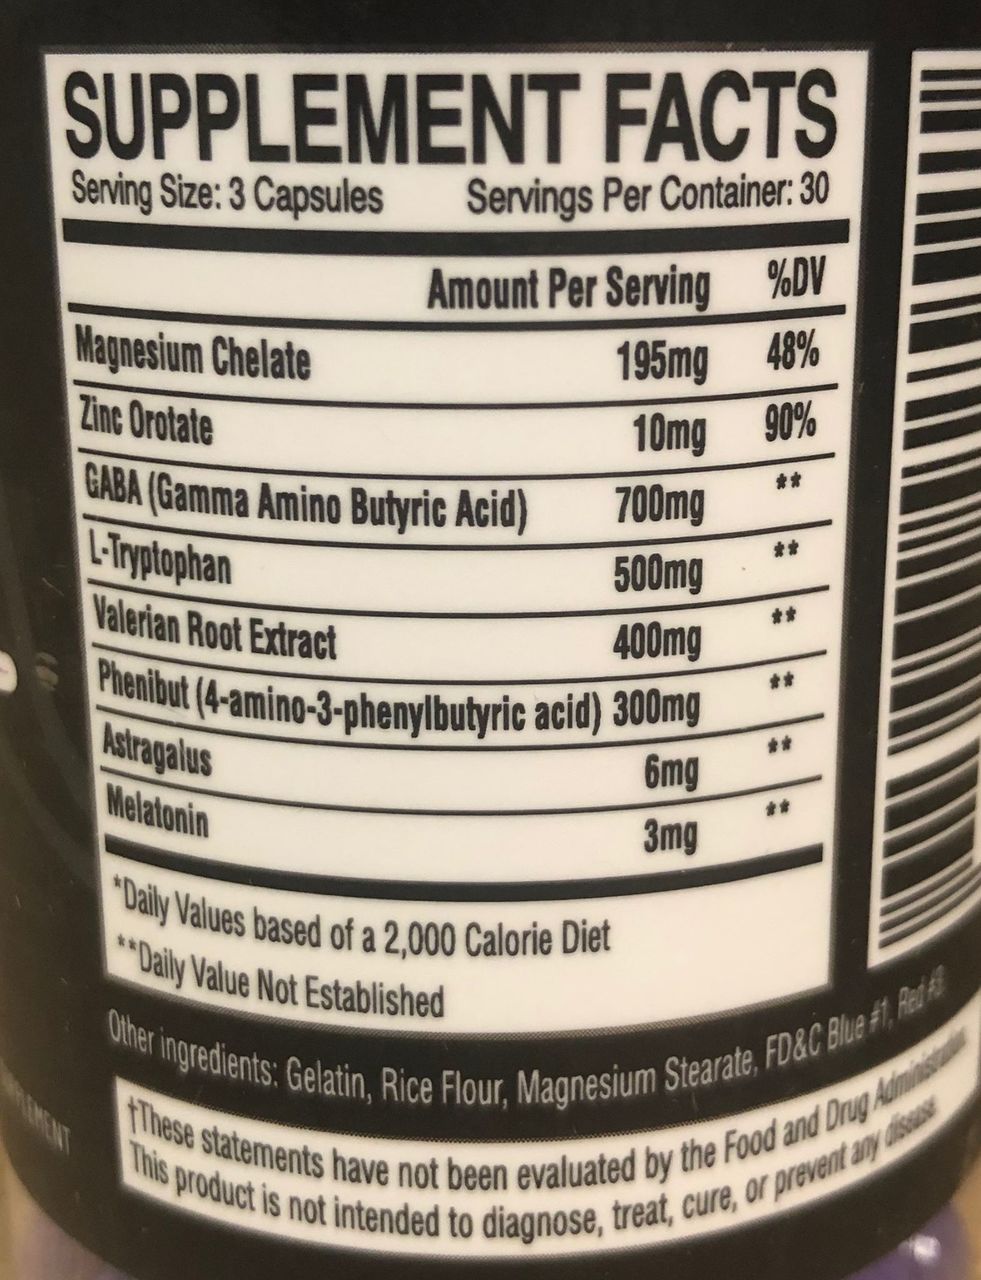 SUPPLEMENT FACTS
Serving Size: 3 Capsules Servings Per Container: 30
Amount Per Serving %DV
Magnesium Chelate 195mg 48%
Zinc Orotate 10mg 90%
GABA (Gamma Amino Butyric Acid) 700mg **
L-Tryptophan 500mg **
Valerian Root Extract 400mg **
Phenibut (4-amino-3-phenylbutyric acid) 300mg **
Astragalus 6mg **
Melatonin 3mg **
*Daily Values based of a 2,000 Calorie Diet
**Daily Value Not Established
Other ingredients: Gelatin, Rice Flour, Magnesium Stearate, FD&C Blue #1, Red #3
†These statements have not been evaluated by the Food and Drug Administration.
This product is not intended to diagnose, treat, cure, or prevent any disease.